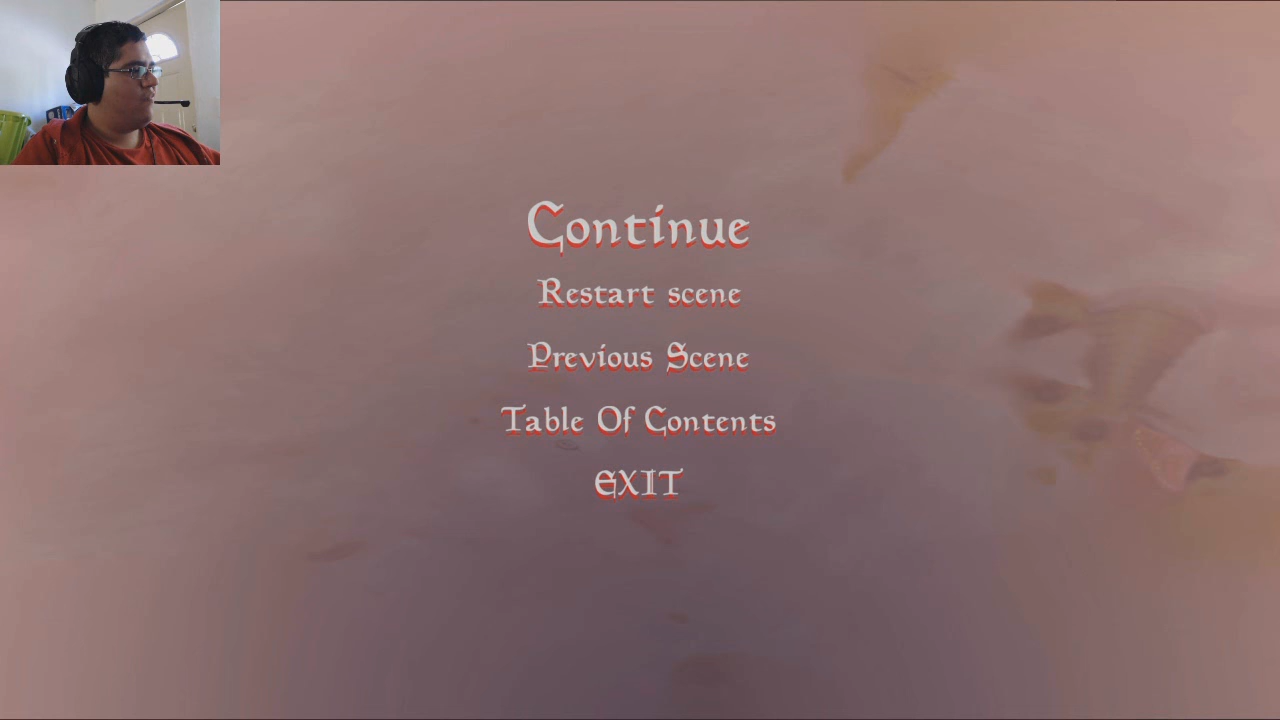 Continue
Restart scene
Previous Scene
Table Of Contents
EXIT